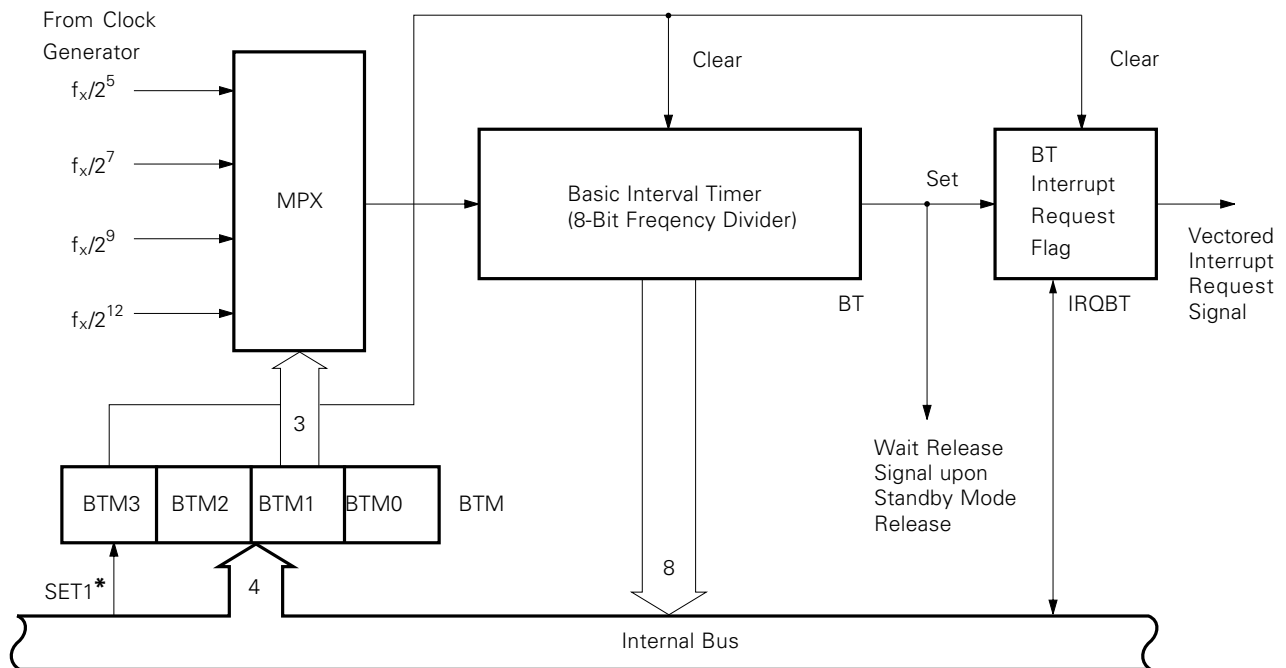 From Clock
Generator
fx/2^5
fx/2^7
fx/2^9
fx/2^12
MPX
Clear
Clear
Basic Interval Timer
(8-Bit Freqency Divider)
BT
Set
BT
Interrupt
Request
Flag
IRQBT
Vectored
Interrupt
Request
Signal
3
BTM3 BTM2 BTM1 BTM0 BTM
Wait Release
Signal upon
Standby Mode
Release
SET1*
4
8
Internal Bus